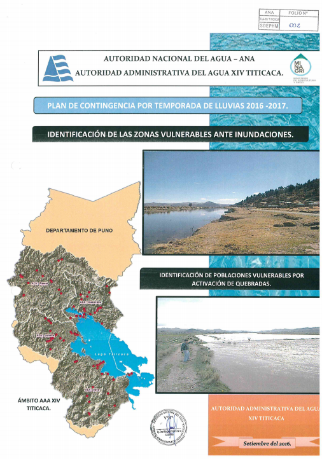 ANA
FOLIO Nº
AUTORIDAD NACIONAL DEL AGUA – ANA
AUTORIDAD ADMINISTRATIVA DEL AGUA XIV TITICACA.
PLAN DE CONTINGENCIA POR TEMPORADA DE LLUVIAS 2016 -2017.
IDENTIFICACIÓN DE LAS ZONAS VULNERABLES ANTE INUNDACIONES.
DEPARTAMENTO DE PUNO
IDENTIFICACIÓN DE POBLACIONES VULNERABLES POR
ACTIVACIÓN DE QUEBRADAS.
Lago Titicaca
ÁMBITO AAA XIV
TITICACA.
AUTORIDAD ADMINISTRATIVA DEL AGUA
XIV TITICACA
Setiembre del 2016.